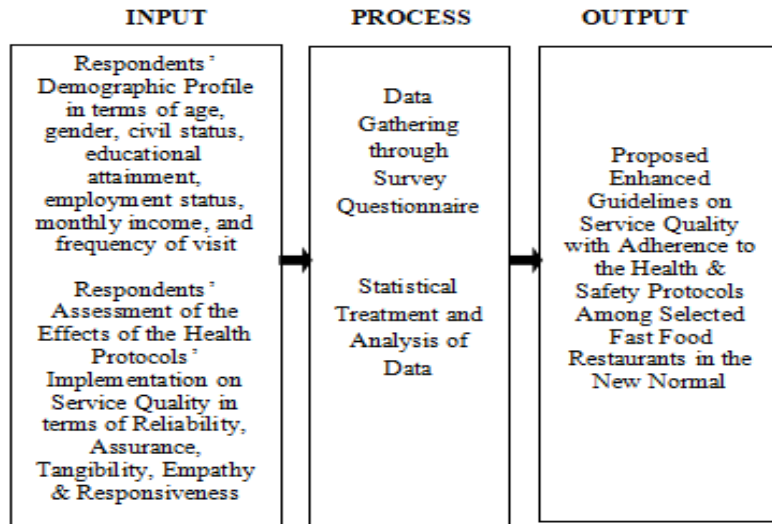 INPUT
PROCESS
OUTPUT
Respondents'
Demographic Profile
in terms of age,
gender, civil status,
educational
attainment,
employment status,
monthly income, and
frequency of visit
Respondents'
Assessment of the
Effects of the Health
Protocols'
Implementation on
Service Quality in
terms of Reliability,
Assurance,
Tangibility, Empathy
& Responsiveness
Data
Gathering
through
Survey
Questionnaire
Statistical
Treatment and
Analysis of
Data
Proposed
Enhanced
Guidelines on
Service Quality
with Adherence to
the Health &
Safety Protocols
Among Selected
Fast Food
Restaurants in the
New Normal